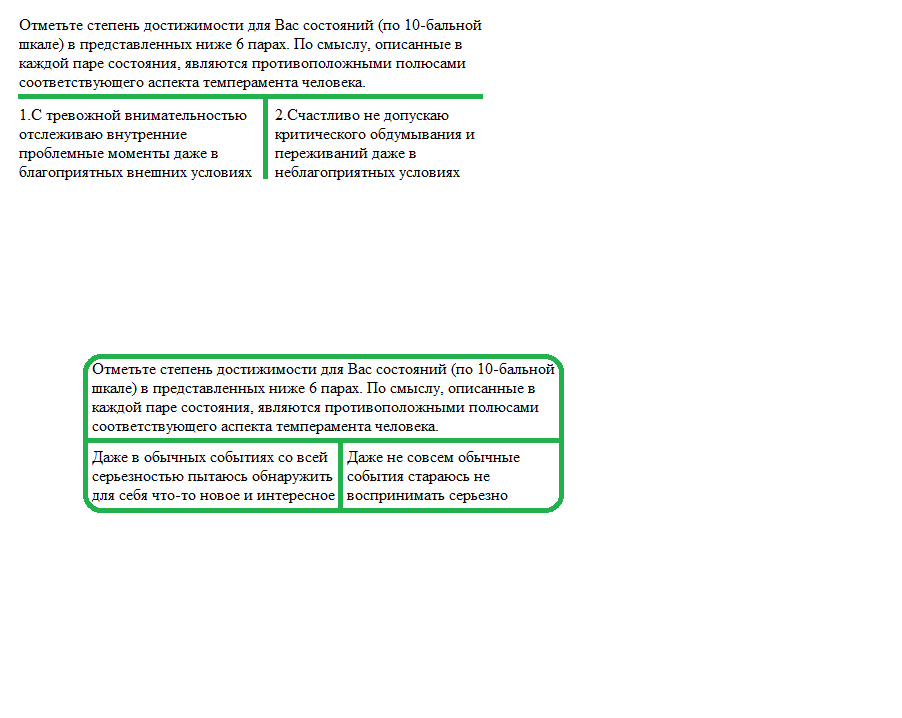 Отметьте степень достижимости для Вас состояний (по 10-бальной
шкале) в представленных ниже 6 парах. По смыслу, описанные в
каждой паре состояния, являются противоположными полюсами
соответствующего аспекта темперамента человека.
1.С тревожной внимательностью
отслеживаю внутренние
проблемные моменты даже в
благоприятных внешних условиях
2.Счастливо не допускаю
критического обдумывания и
переживаний даже в
неблагоприятных условиях
Отметьте степень достижимости для Вас состояний (по 10-бальной
шкале) в представленных ниже 6 парах. По смыслу, описанные в
каждой паре состояния, являются противоположными полюсами
соответствующего аспекта темперамента человека.
Даже в обычных событиях со всей
серьезностью пытаюсь обнаружить
для себя что-то новое и интересное
Даже не совсем обычные
события стараюсь не
воспринимать серьезно